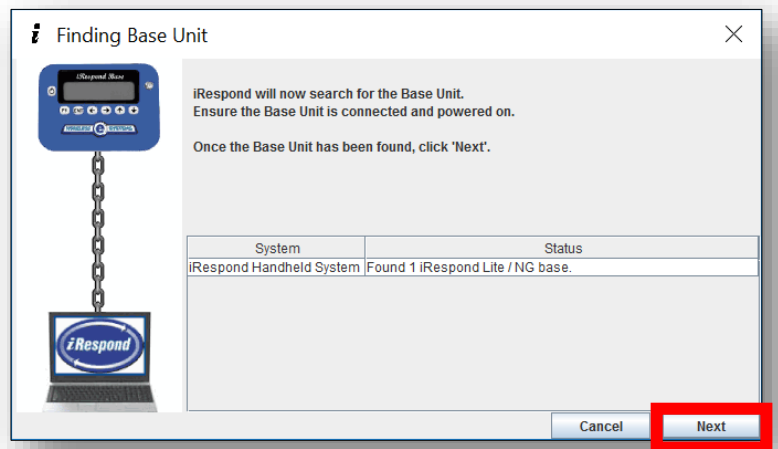 i Finding Base Unit
iRespond Base
iRespond will now search for the Base Unit.
Ensure the Base Unit is connected and powered on.
Once the Base Unit has been found, click 'Next'.
System Status
iRespond Handheld System Found 1 iRespond Lite / NG base.
iRespond
Cancel Next